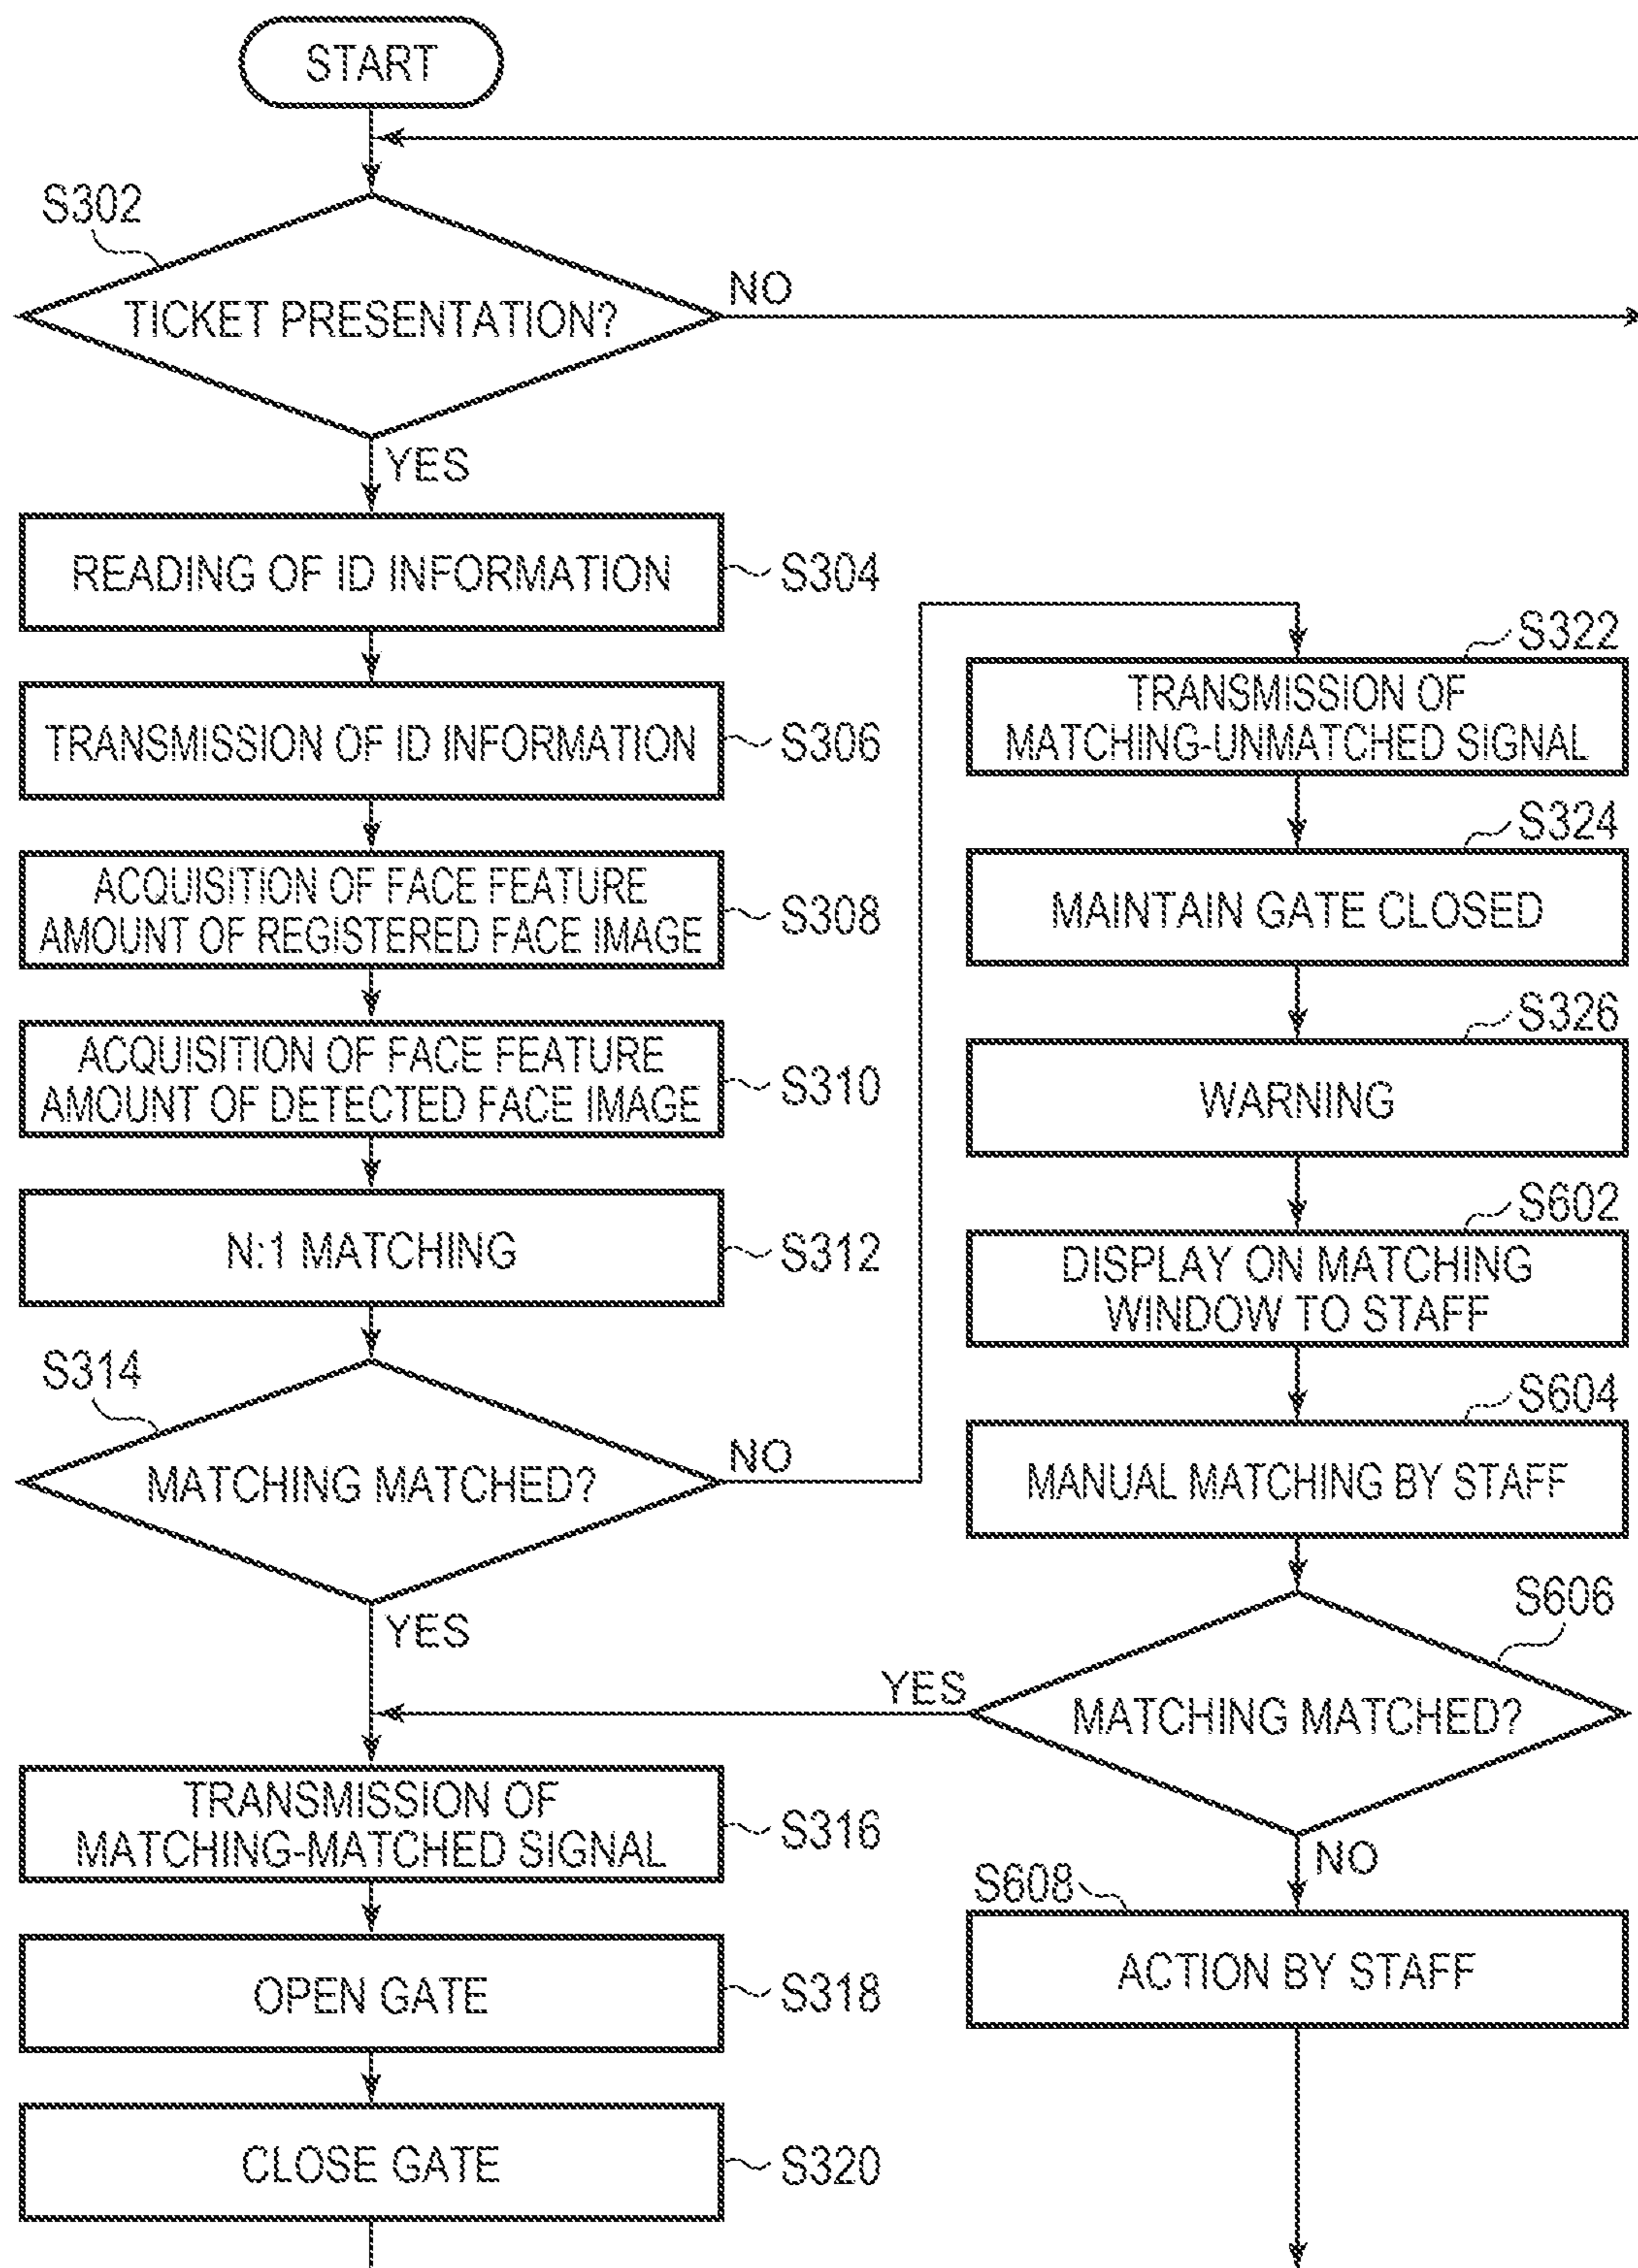 START
S302
TICKET PRESENTATION?
NO
YES
READING OF ID INFORMATION
S304
TRANSMISSION OF ID INFORMATION
S306
ACQUISITION OF FACE FEATURE
AMOUNT OF REGISTERED FACE IMAGE
S308
ACQUISITION OF FACE FEATURE
AMOUNT OF DETECTED FACE IMAGE
S310
N:1 MATCHING
S312
S314
MATCHING MATCHED?
NO
YES
TRANSMISSION OF
MATCHING-MATCHED SIGNAL
S316
OPEN GATE
S318
CLOSE GATE
S320
S322
TRANSMISSION OF
MATCHING-UNMATCHED SIGNAL
S324
MAINTAIN GATE CLOSED
S326
WARNING
S602
DISPLAY ON MATCHING
WINDOW TO STAFF
S604
MANUAL MATCHING BY STAFF
S606
YES
MATCHING MATCHED?
NO
S608
ACTION BY STAFF